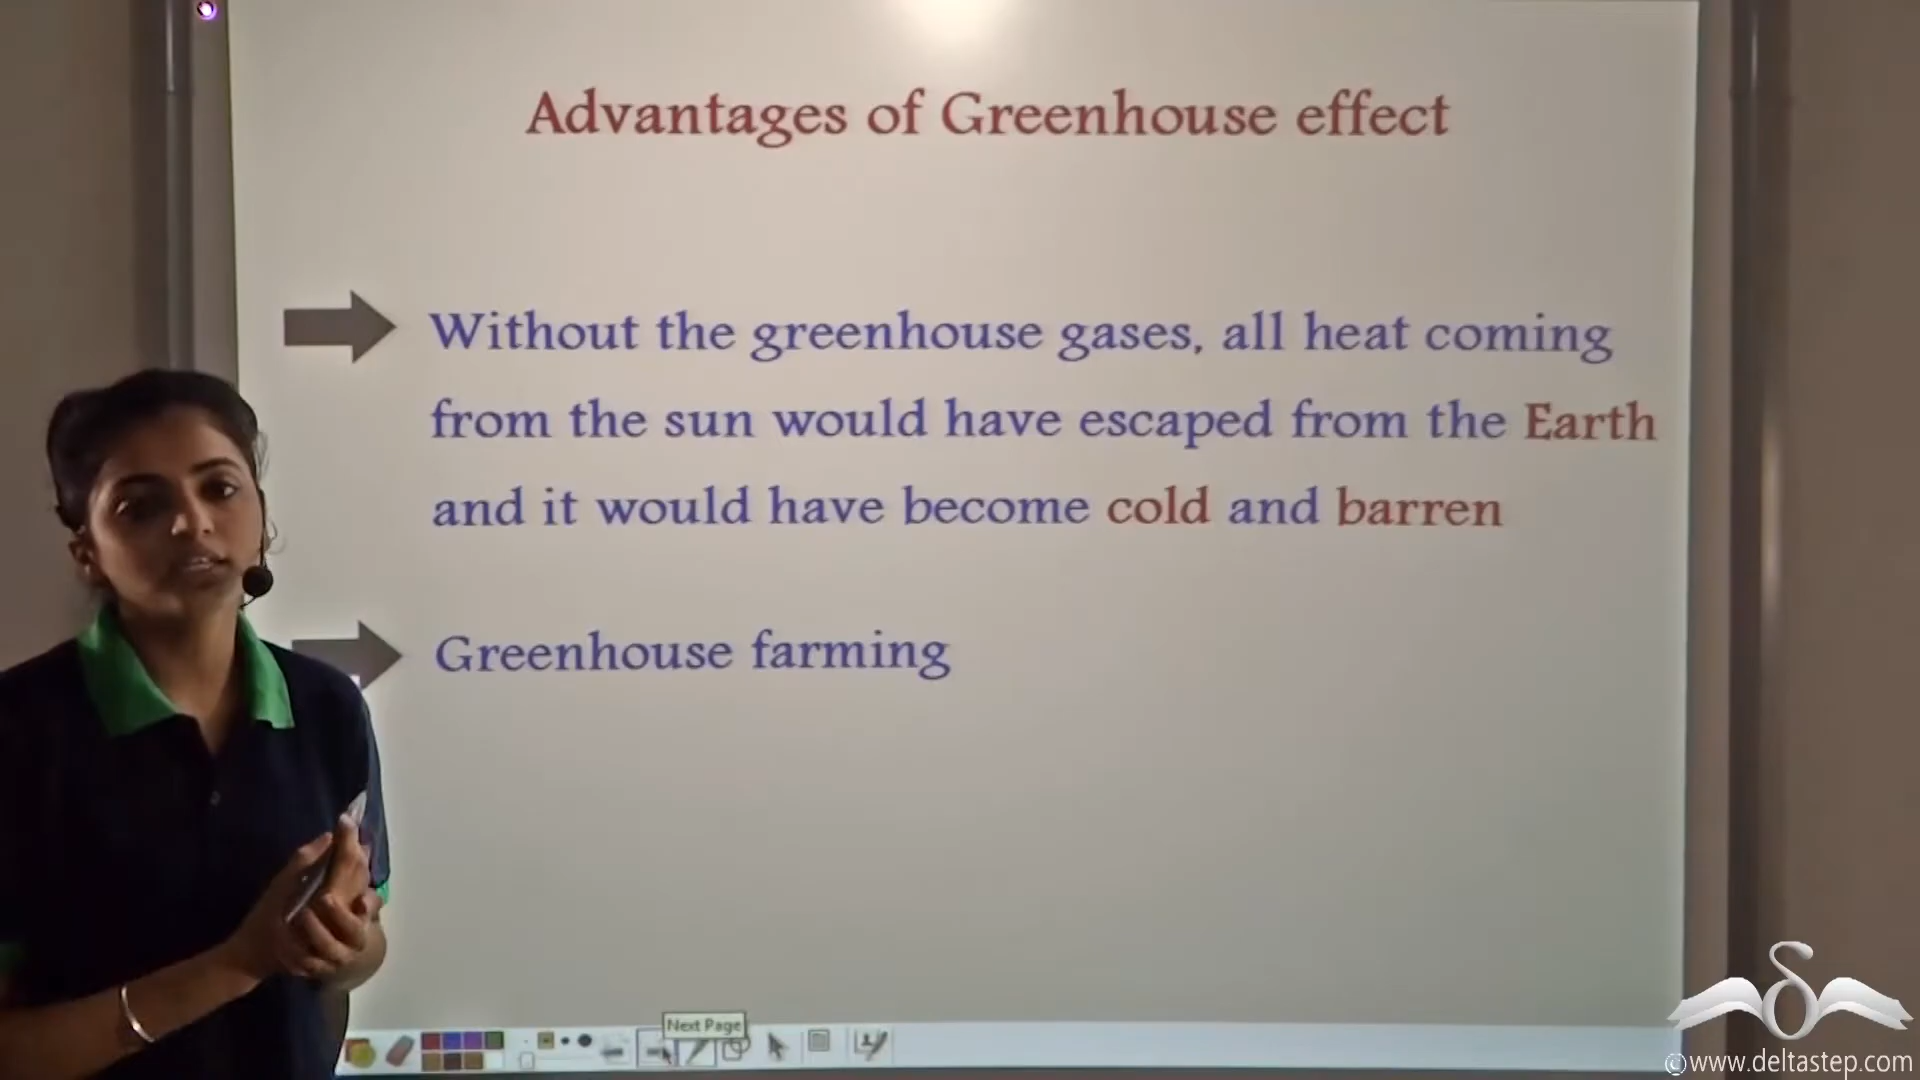 Advantages of Greenhouse effect
Without the greenhouse gases, all heat coming
from the sun would have escaped from the Earth
and it would have become cold and barren
Greenhouse farming
Next Page
©www.deltastep.com